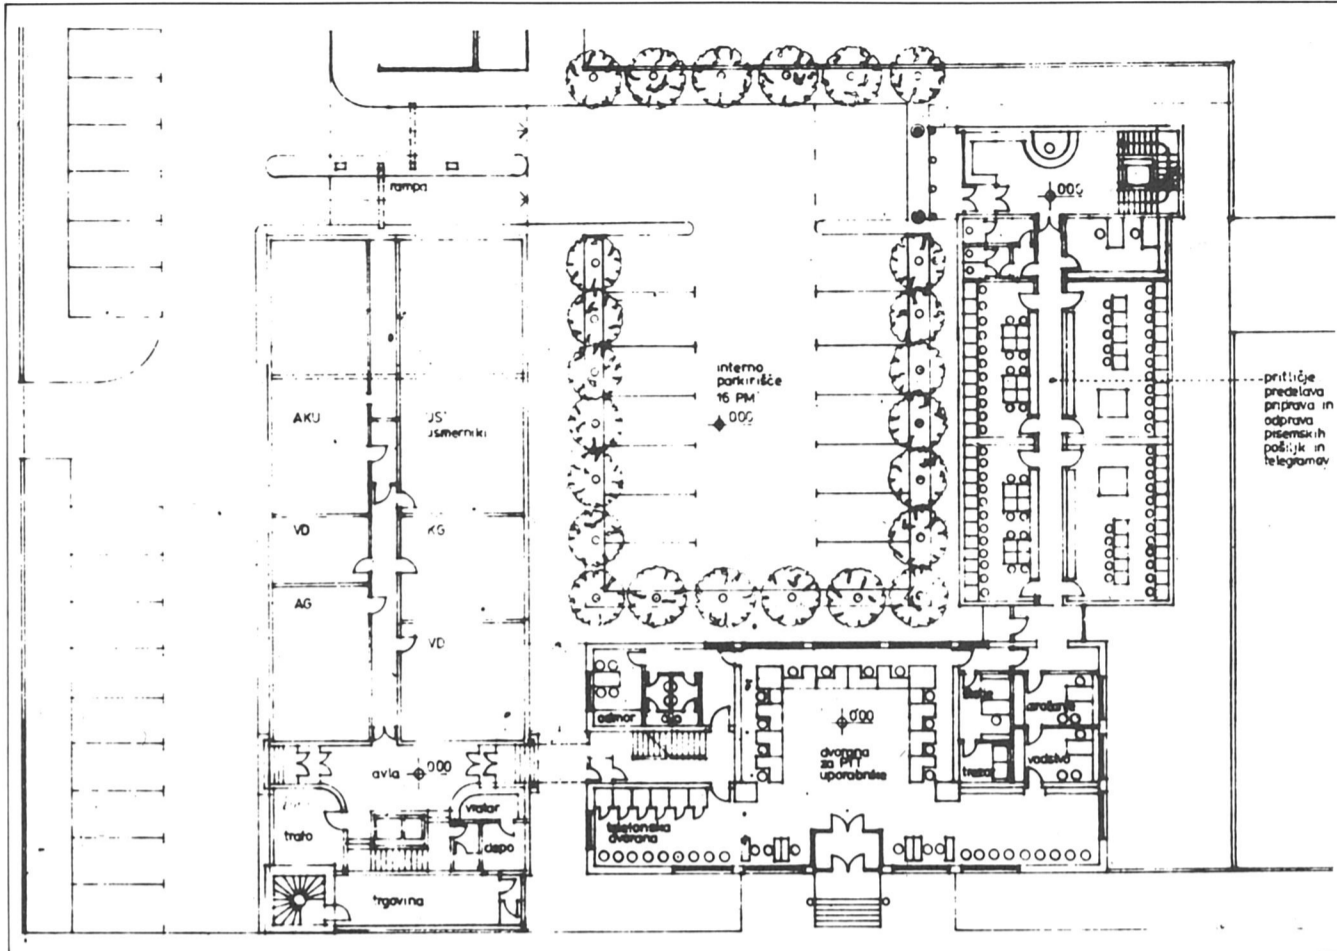 rampa
000
interno
parkirišče
16 PM
000
pritličje
predelava
priprava in
odprava
pisemskih
pošiljk in
telegramov
AKU
US
usmerniki
VD
KG
AG
VD
odmor
000
dvorana
za PTT
uporabnike
vodstvo
trezor
avla
000
vratar
trafo
depo
telefonska
dvorana
trgovina